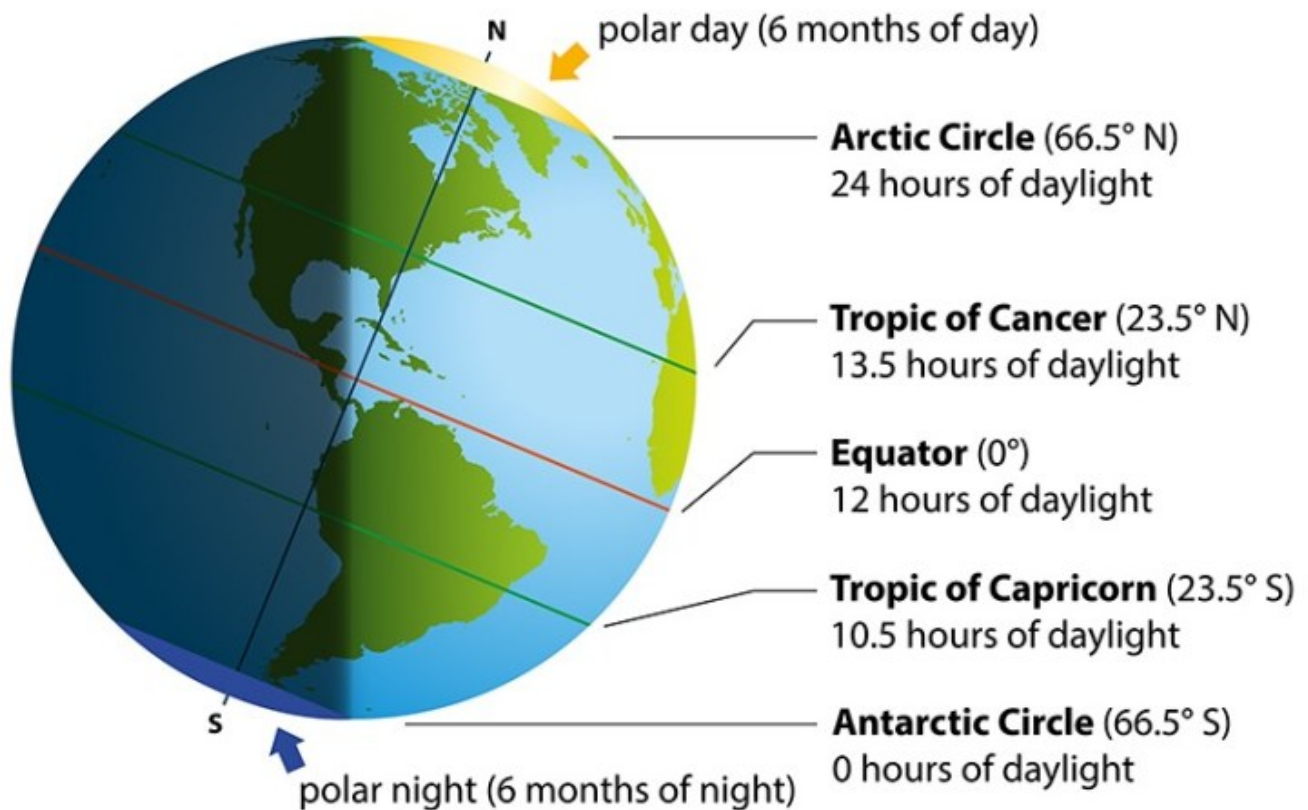 N
polar day (6 months of day)
Arctic Circle (66.5° N)
24 hours of daylight
Tropic of Cancer (23.5° N)
13.5 hours of daylight
Equator (0°)
12 hours of daylight
Tropic of Capricorn (23.5° S)
10.5 hours of daylight
Antarctic Circle (66.5° S)
0 hours of daylight
S
polar night (6 months of night)